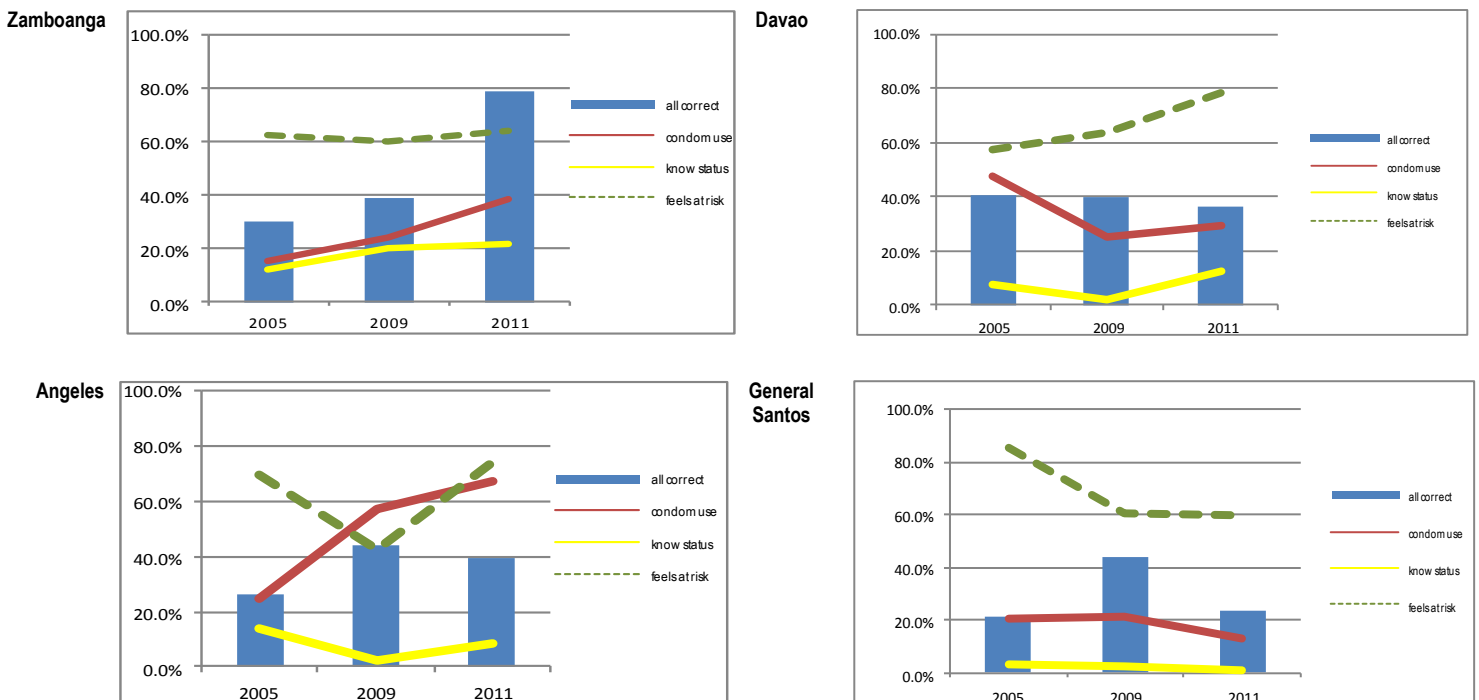 Zamboanga
100.0%
80.0%
60.0%
40.0%
20.0%
0.0%
2005 2009 2011
all correct
condom use
know status
feels at risk
Davao
100.0%
80.0%
60.0%
40.0%
20.0%
0.0%
2005 2009 2011
all correct
condom use
know status
feels at risk
Angeles
100.0%
80.0%
60.0%
40.0%
20.0%
0.0%
2005 2009 2011
all correct
condom use
know status
feels at risk
General
Santos
100.0%
80.0%
60.0%
40.0%
20.0%
0.0%
2005 2009 2011
all correct
condom use
know status
feels at risk